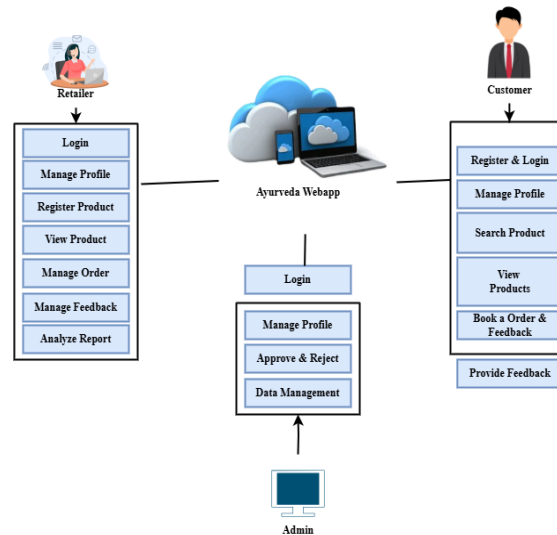 Retailer
Login
Manage Profile
Register Product
View Product
Manage Order
Manage Feedback
Analyze Report
Ayurveda Webapp
Login
Manage Profile
Approve & Reject
Data Management
Admin
Customer
Register & Login
Manage Profile
Search Product
View
Products
Book a Order &
Feedback
Provide Feedback